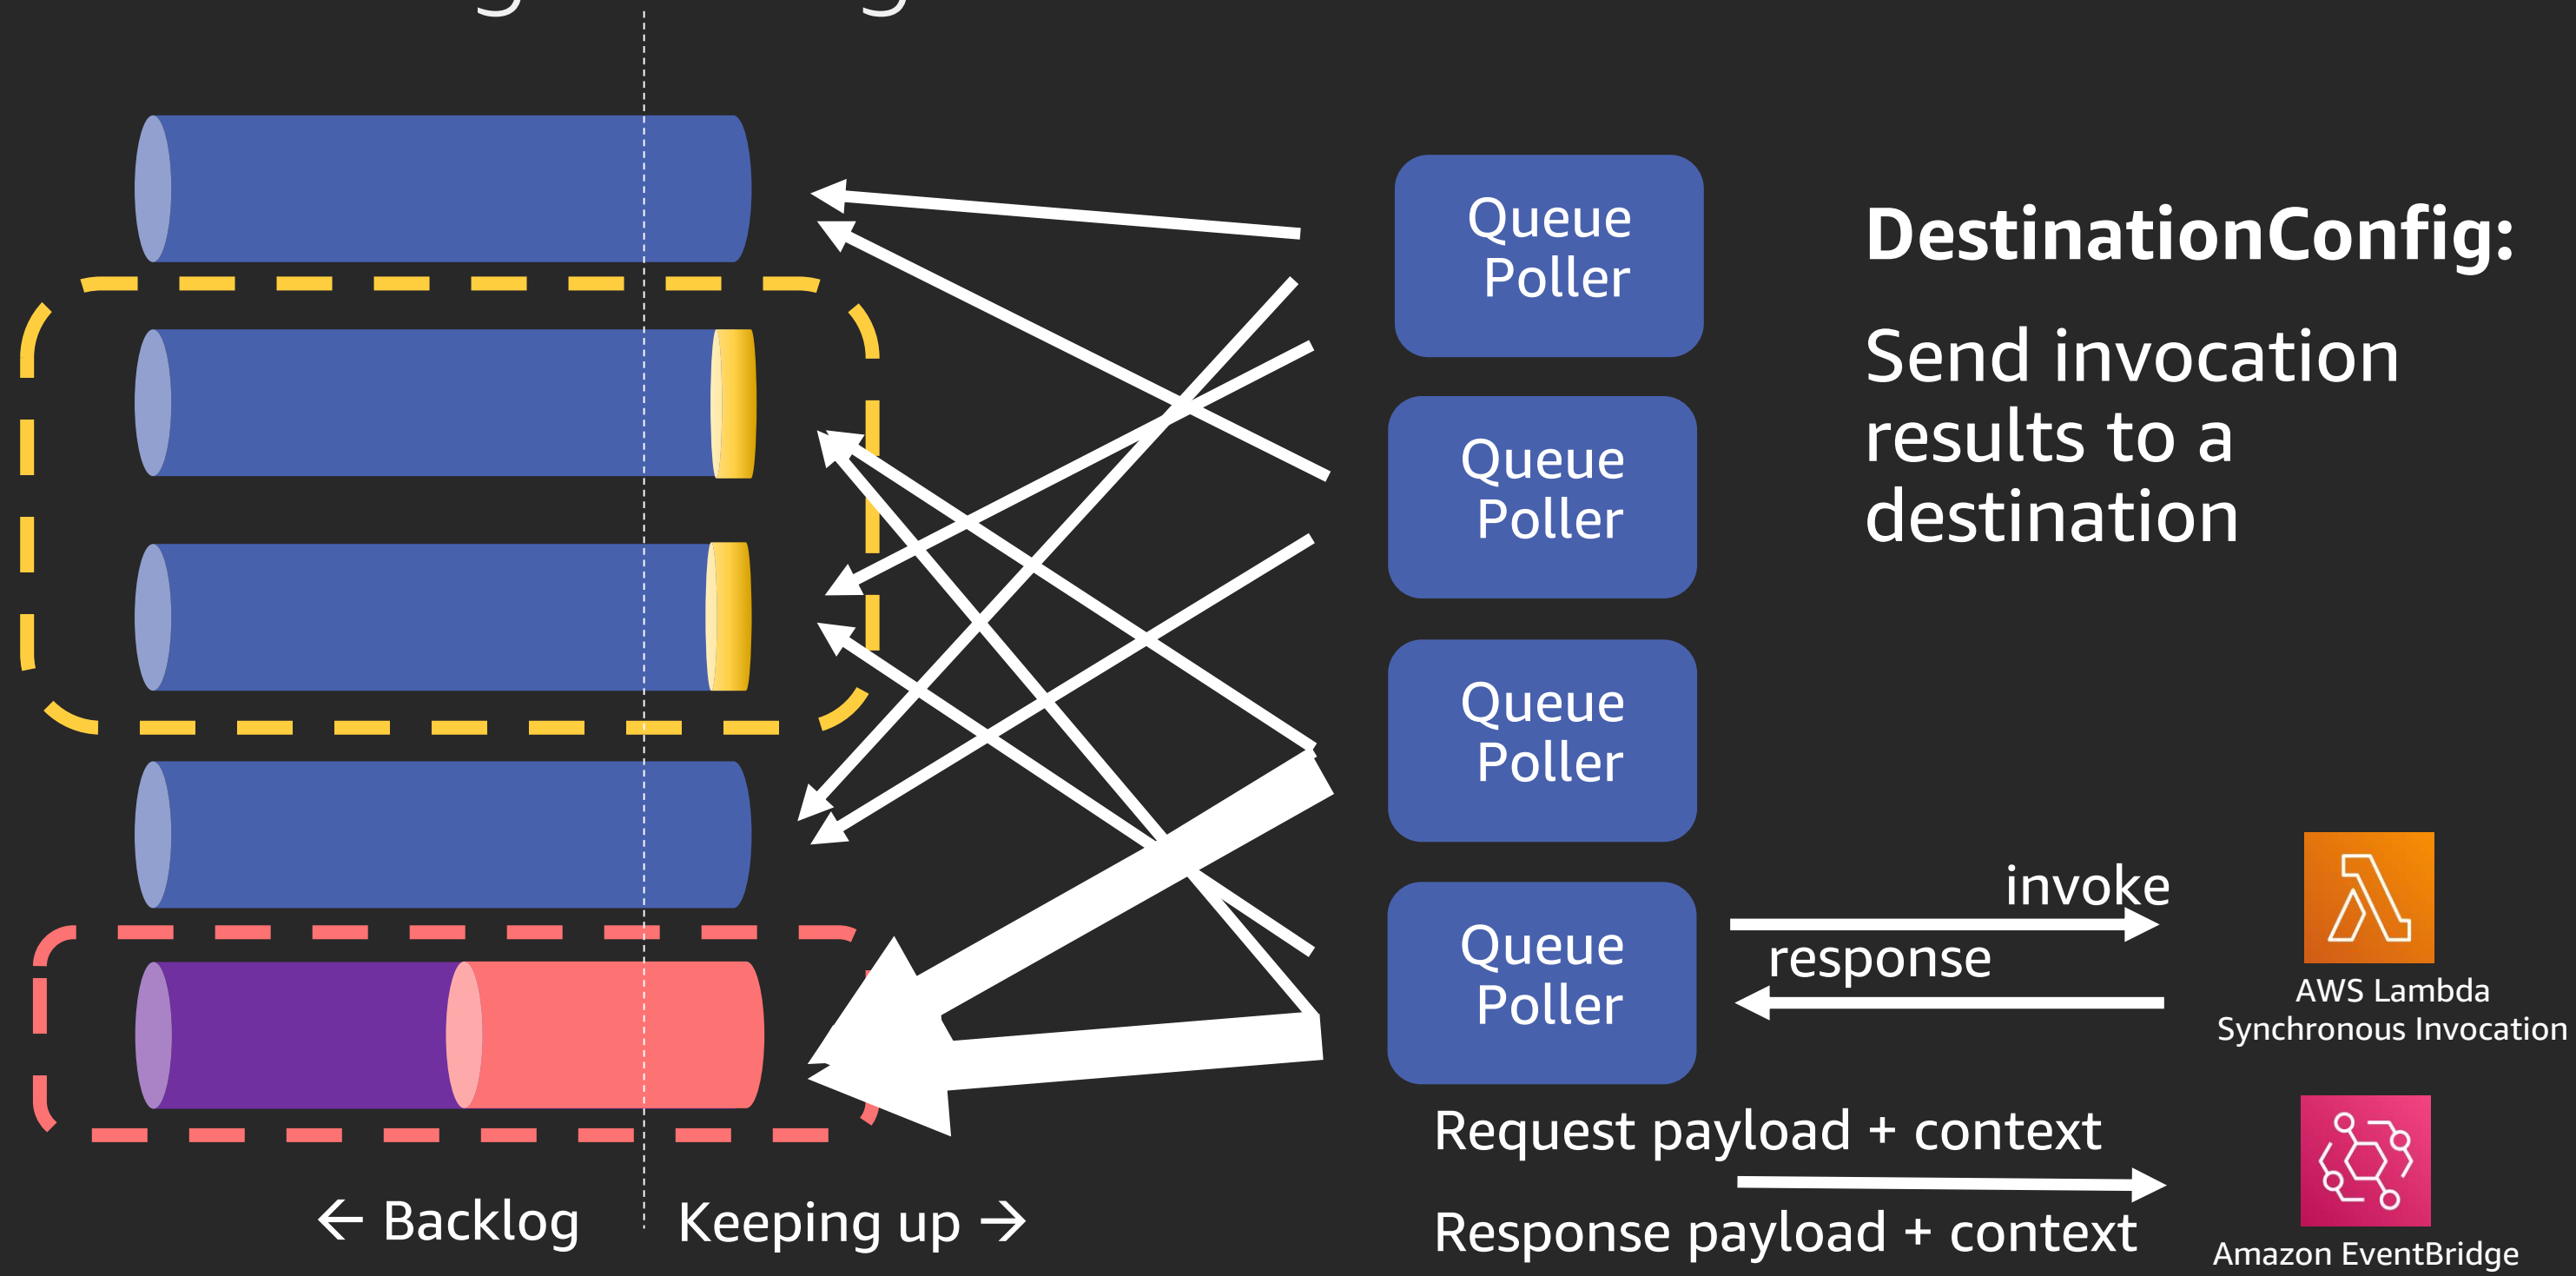 Queue
Poller
Queue
Poller
Queue
Poller
Queue
Poller
DestinationConfig:
Send invocation
results to a
destination
invoke
response
AWS Lambda
Synchronous Invocation
Request payload + context
Response payload + context
Amazon EventBridge
← Backlog
Keeping up →